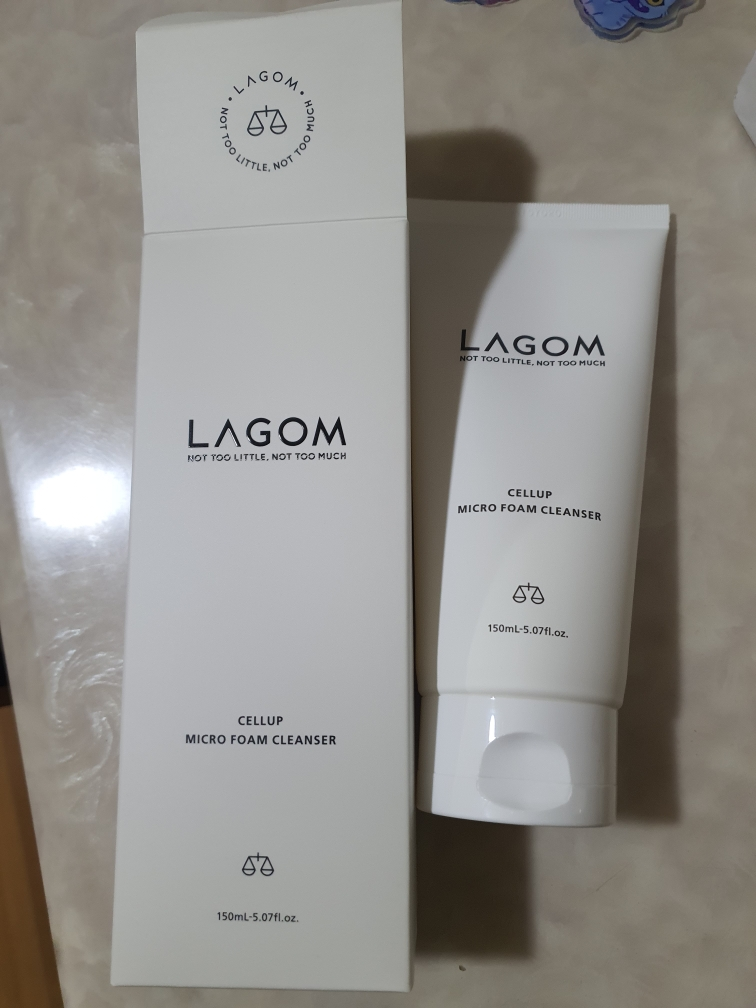 • LAGOM •
NOT TOO LITTLE, NOT TOO MUCH
LAGOM
NOT TOO LITTLE, NOT TOO MUCH
CELLUP
MICRO FOAM CLEANSER
150mL-5.07fl.oz.
LAGOM
NOT TOO LITTLE, NOT TOO MUCH
CELLUP
MICRO FOAM CLEANSER
150mL-5.07fl.oz.